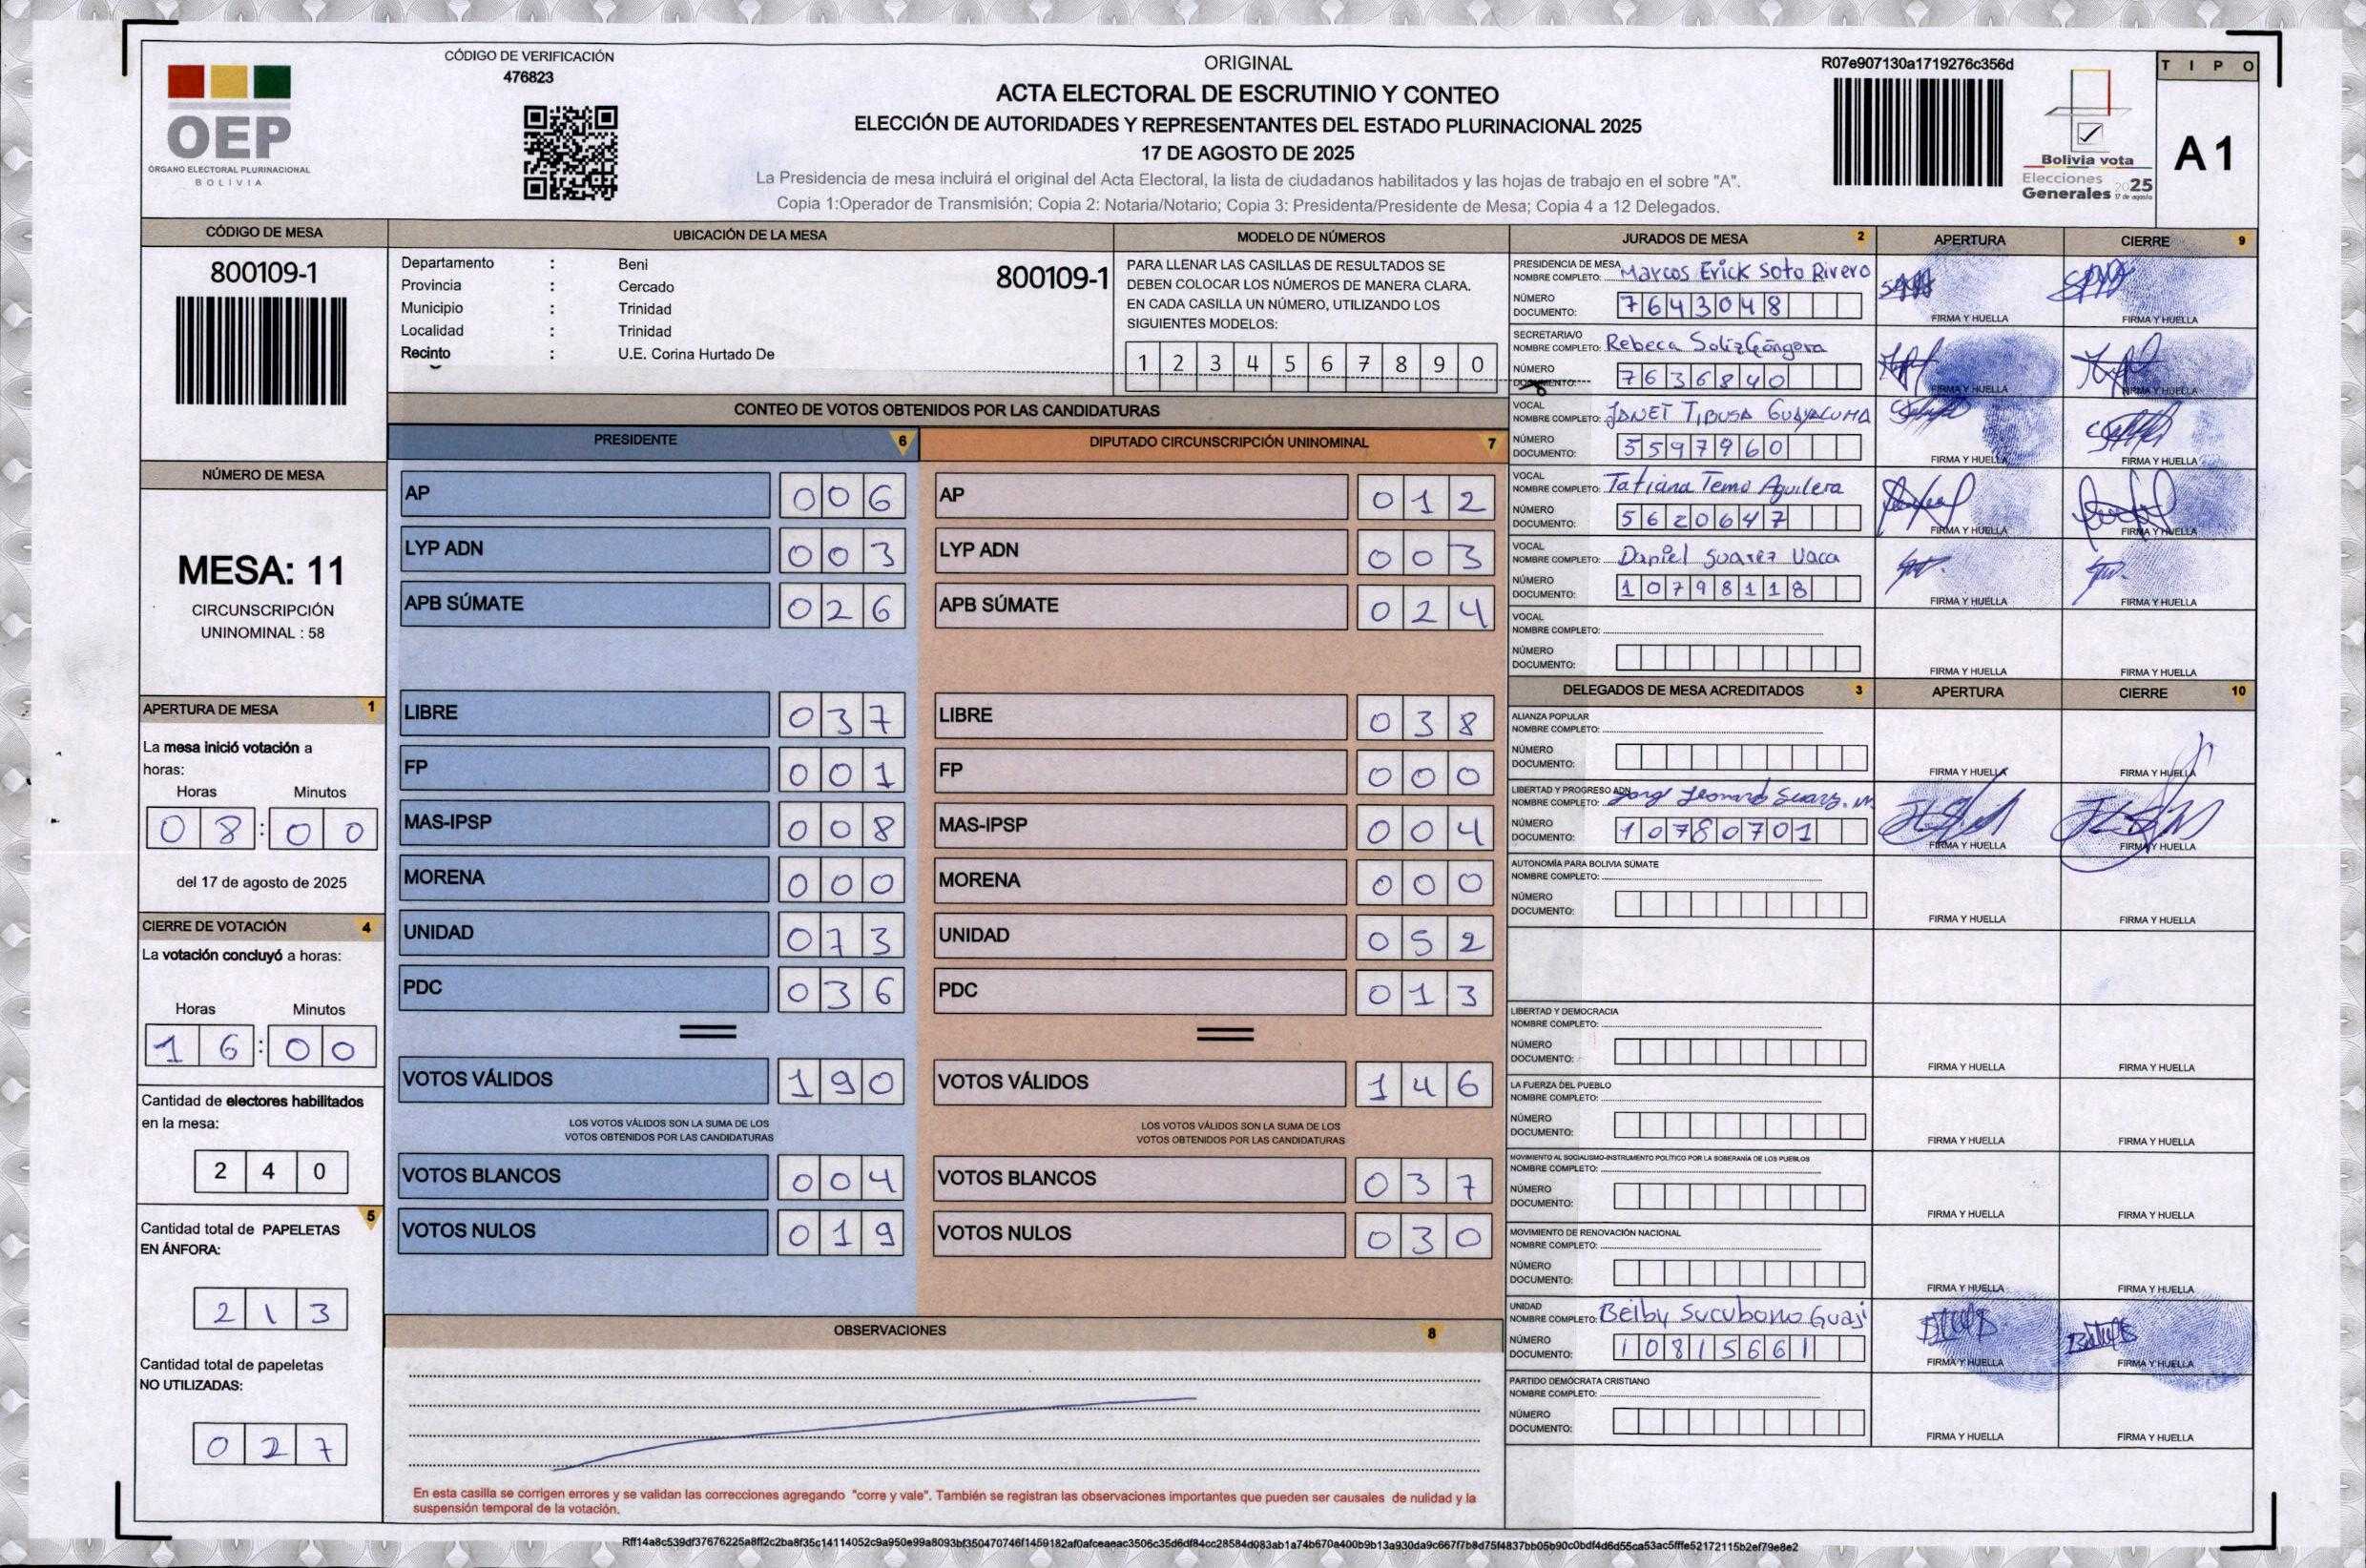 CÓDIGO DE VERIFICACIÓN
476823
OEP
ÓRGANO ELECTORAL PLURINACIONAL
BOLIVIA
ORIGINAL
ACTA ELECTORAL DE ESCRUTINIO Y CONTEO
ELECCIÓN DE AUTORIDADES Y REPRESENTANTES DEL ESTADO PLURINACIONAL 2025
17 DE AGOSTO DE 2025
La Presidencia de mesa incluirá el original del Acta Electoral, la lista de ciudadanos habilitados y las hojas de trabajo en el sobre "A".
Copia 1:Operador de Transmisión; Copia 2: Notaria/Notario; Copia 3: Presidenta/Presidente de Mesa; Copia 4 a 12 Delegados.
R07e907130a1719276c356d
Bolivia vota
Elecciones
Generales 2025
17 de agosto
TIPO
A1
CÓDIGO DE MESA
800109-1
NÚMERO DE MESA
MESA: 11
CIRCUNSCRIPCIÓN
UNINOMINAL : 58
APERTURA DE MESA 1
La mesa inició votación a
horas:
Horas Minutos
08:00
del 17 de agosto de 2025
CIERRE DE VOTACIÓN 4
La votación concluyó a horas:
Horas Minutos
16:00
Cantidad de electores habilitados
en la mesa:
240
5
Cantidad total de PAPELETAS
EN ÁNFORA:
213
Cantidad total de papeletas
NO UTILIZADAS:
027
UBICACIÓN DE LA MESA
Departamento : Beni
Provincia : Cercado
Municipio : Trinidad
Localidad : Trinidad
Recinto : U.E. Corina Hurtado De
800109-1
MODELO DE NÚMEROS
PARA LLENAR LAS CASILLAS DE RESULTADOS SE
DEBEN COLOCAR LOS NÚMEROS DE MANERA CLARA.
EN CADA CASILLA UN NÚMERO, UTILIZANDO LOS
SIGUIENTES MODELOS:
1 2 3 4 5 6 7 8 9 0
CONTEO DE VOTOS OBTENIDOS POR LAS CANDIDATURAS
PRESIDENTE 6
AP 006
LYP ADN 003
APB SÚMATE 026
LIBRE 037
FP 001
MAS-IPSP 008
MORENA 000
UNIDAD 073
PDC 036
VOTOS VÁLIDOS 190
LOS VOTOS VÁLIDOS SON LA SUMA DE LOS
VOTOS OBTENIDOS POR LAS CANDIDATURAS
VOTOS BLANCOS 004
VOTOS NULOS 019
DIPUTADO CIRCUNSCRIPCIÓN UNINOMINAL 7
AP 012
LYP ADN 003
APB SÚMATE 024
LIBRE 038
FP 000
MAS-IPSP 004
MORENA 000
UNIDAD 052
PDC 013
VOTOS VÁLIDOS 146
LOS VOTOS VÁLIDOS SON LA SUMA DE LOS
VOTOS OBTENIDOS POR LAS CANDIDATURAS
VOTOS BLANCOS 037
VOTOS NULOS 030
OBSERVACIONES 8
En esta casilla se corrigen errores y se validan las correcciones agregando "corre y vale". También se registran las observaciones importantes que pueden ser causales de nulidad y la
suspensión temporal de la votación.
JURADOS DE MESA 2 APERTURA CIERRE 9
PRESIDENCIA DE MESA
NOMBRE COMPLETO: Marcos Erick Soto Rivero
NÚMERO
DOCUMENTO: 7643048
FIRMA Y HUELLA FIRMA Y HUELLA
SECRETARIA/O
NOMBRE COMPLETO: Rebeca Soliz Góngora
NÚMERO
DOCUMENTO: 7636840
FIRMA Y HUELLA FIRMA Y HUELLA
VOCAL
NOMBRE COMPLETO: JANET TIBUSA GUAYACUMA
NÚMERO
DOCUMENTO: 5597960
FIRMA Y HUELLA FIRMA Y HUELLA
VOCAL
NOMBRE COMPLETO: Tatiana Temo Aguilera
NÚMERO
DOCUMENTO: 5620647
FIRMA Y HUELLA FIRMA Y HUELLA
VOCAL
NOMBRE COMPLETO: Daniel Suarez Vaca
NÚMERO
DOCUMENTO: 10798118
FIRMA Y HUELLA FIRMA Y HUELLA
VOCAL
NOMBRE COMPLETO:
NÚMERO
DOCUMENTO:
FIRMA Y HUELLA FIRMA Y HUELLA
DELEGADOS DE MESA ACREDITADOS 3 APERTURA CIERRE 10
ALIANZA POPULAR
NOMBRE COMPLETO:
NÚMERO
DOCUMENTO:
FIRMA Y HUELLA FIRMA Y HUELLA
LIBERTAD Y PROGRESO ADN
NOMBRE COMPLETO: Jorge Leonardo Suarez. M
NÚMERO
DOCUMENTO: 10780701
FIRMA Y HUELLA FIRMA Y HUELLA
AUTONOMÍA PARA BOLIVIA SÚMATE
NOMBRE COMPLETO:
NÚMERO
DOCUMENTO:
FIRMA Y HUELLA FIRMA Y HUELLA
LIBERTAD Y DEMOCRACIA
NOMBRE COMPLETO:
NÚMERO
DOCUMENTO:
FIRMA Y HUELLA FIRMA Y HUELLA
LA FUERZA DEL PUEBLO
NOMBRE COMPLETO:
NÚMERO
DOCUMENTO:
FIRMA Y HUELLA FIRMA Y HUELLA
MOVIMIENTO AL SOCIALISMO-INSTRUMENTO POLÍTICO POR LA SOBERANÍA DE LOS PUEBLOS
NOMBRE COMPLETO:
NÚMERO
DOCUMENTO:
FIRMA Y HUELLA FIRMA Y HUELLA
MOVIMIENTO DE RENOVACIÓN NACIONAL
NOMBRE COMPLETO:
NÚMERO
DOCUMENTO:
FIRMA Y HUELLA FIRMA Y HUELLA
UNIDAD
NOMBRE COMPLETO: Beiby Sucubono Guaji
NÚMERO
DOCUMENTO: 10815661
FIRMA Y HUELLA FIRMA Y HUELLA
PARTIDO DEMÓCRATA CRISTIANO
NOMBRE COMPLETO:
NÚMERO
DOCUMENTO:
FIRMA Y HUELLA FIRMA Y HUELLA